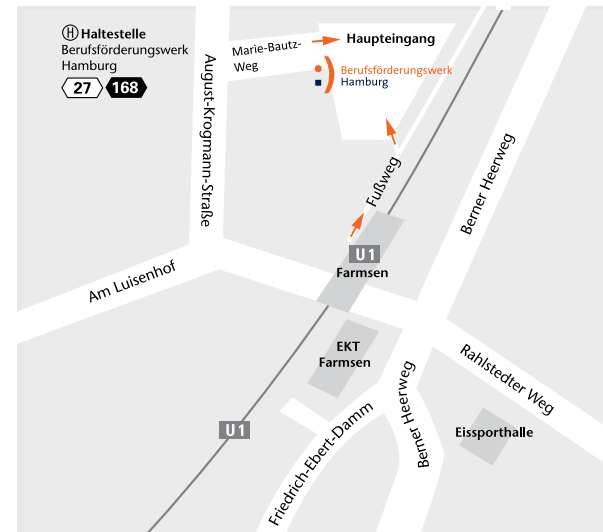 H Haltestelle
Berufsförderungswerk
Hamburg
27 168
August-Krogmann-Straße
Marie-Bautz-
Weg
Haupteingang
Berufsförderungswerk
Hamburg
Fußweg
Berner Heerweg
U1
Farmsen
Am Luisenhof
EKT
Farmsen
Rahlstedter Weg
Berner Heerweg
Eissporthalle
U1
Friedrich-Ebert-Damm